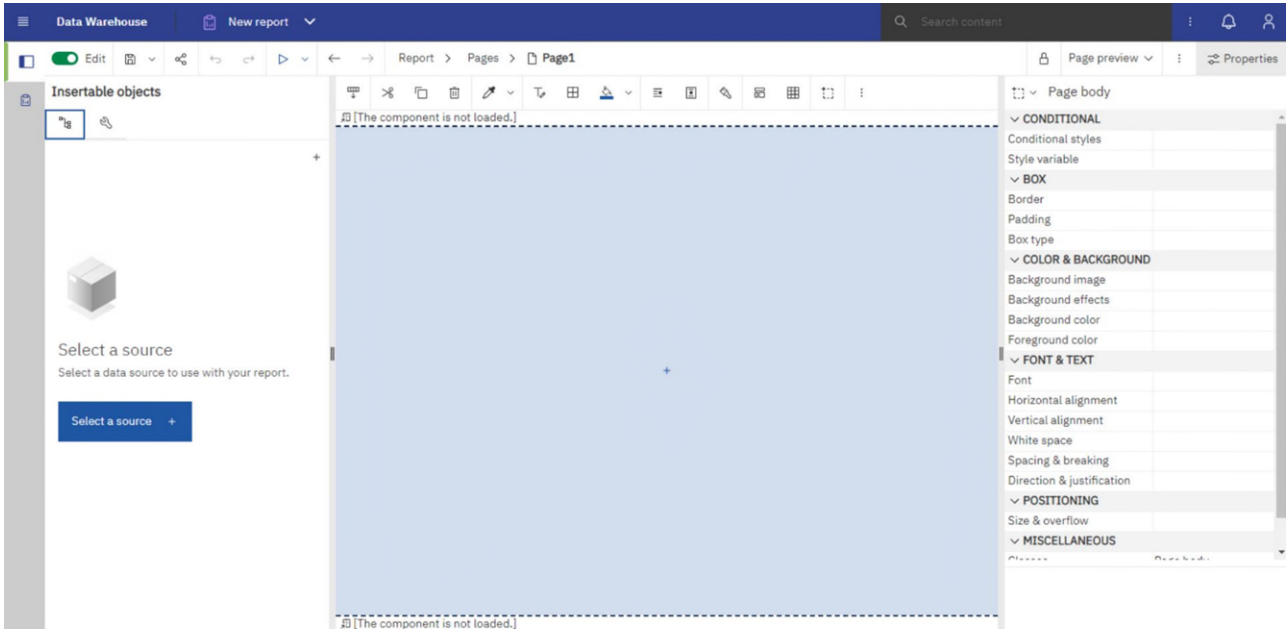 Data Warehouse
New report
Search content
Edit
Report > Pages > Page1
Page preview
Properties
Insertable objects
Select a source
Select a data source to use with your report.
Select a source +
[The component is not loaded.]
[The component is not loaded.]
Page body
CONDITIONAL
Conditional styles
Style variable
BOX
Border
Padding
Box type
COLOR & BACKGROUND
Background image
Background effects
Background color
Foreground color
FONT & TEXT
Font
Horizontal alignment
Vertical alignment
White space
Spacing & breaking
Direction & justification
POSITIONING
Size & overflow
MISCELLANEOUS